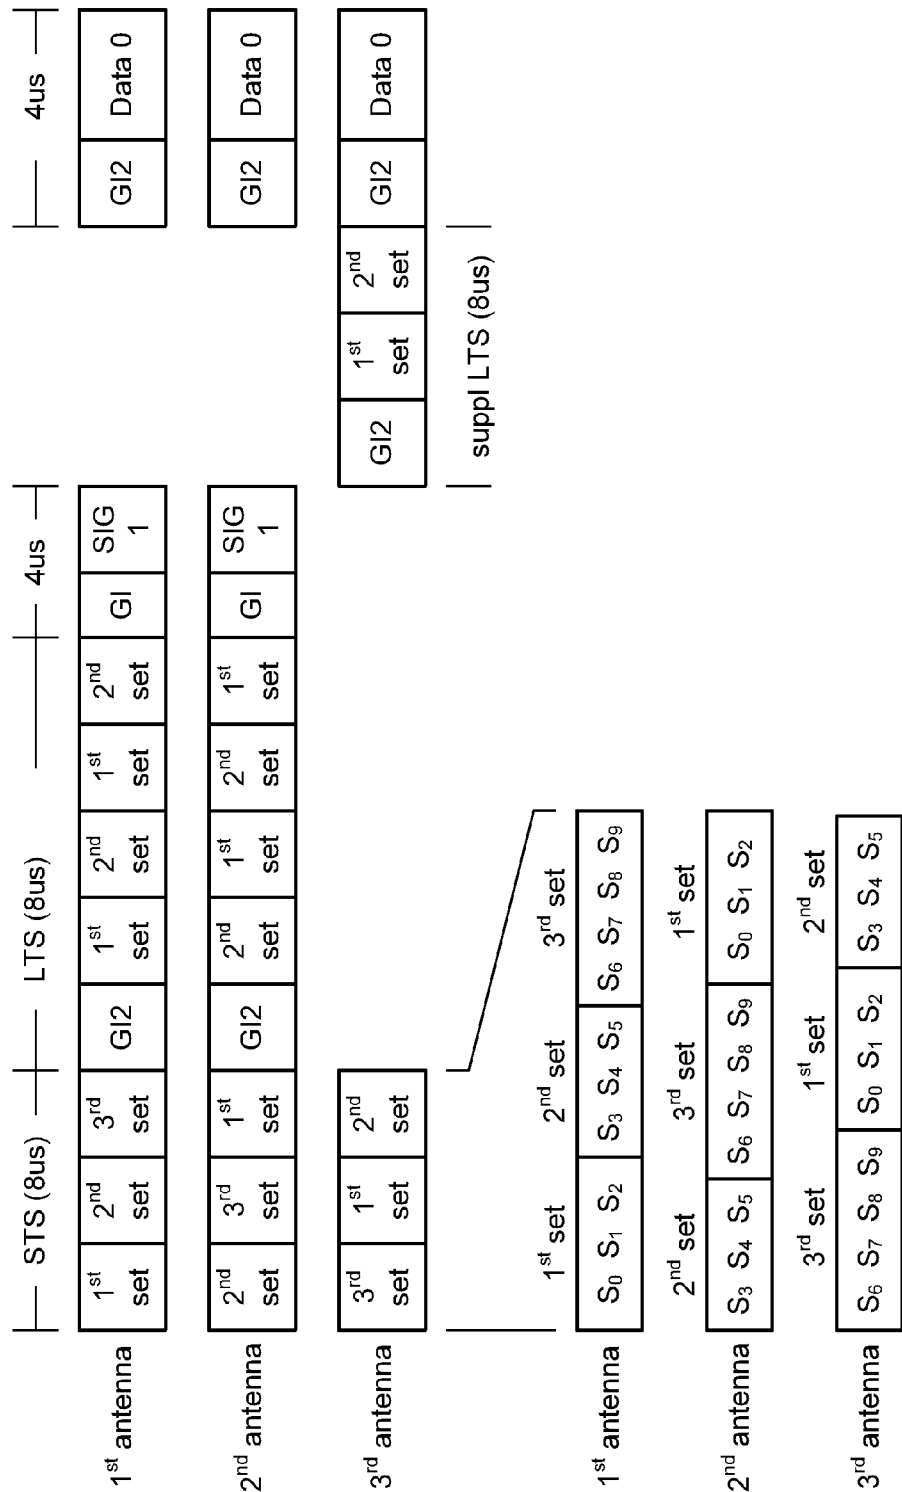 STS (8us)
LTS (8us)
4us
4us
1st antenna
1st set
2nd set
3rd set
GI2
1st set
2nd set
1st set
2nd set
GI
SIG 1
GI2
Data 0
2nd antenna
2nd set
3rd set
1st set
GI2
2nd set
1st set
2nd set
1st set
GI
SIG 1
GI2
Data 0
3rd antenna
3rd set
1st set
2nd set
GI2
1st set
2nd set
GI2
Data 0
suppl LTS (8us)
1st set
2nd set
3rd set
1st antenna
S0 S1 S2
S3 S4 S5
S6 S7 S8 S9
2nd set
3rd set
1st set
2nd antenna
S3 S4 S5
S6 S7 S8 S9
S0 S1 S2
3rd set
1st set
2nd set
3rd antenna
S6 S7 S8 S9
S0 S1 S2
S3 S4 S5